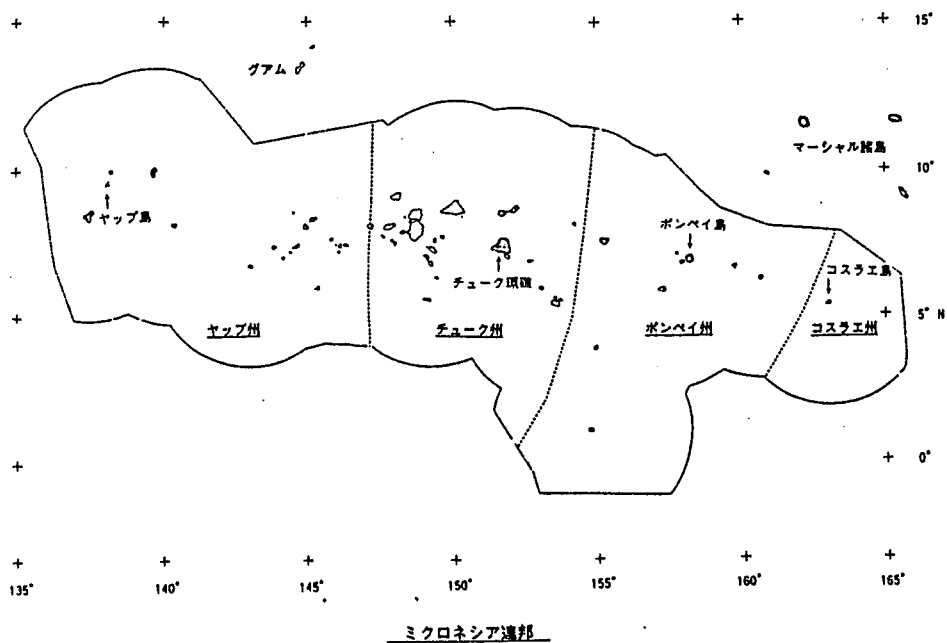 15°
グアム
マーシャル諸島
10°
ヤップ島
ポンペイ島
コスラエ島
チューク環礁
5° N
ヤップ州
チューク州
ポンペイ州
コスラエ州
0°
135°
140°
145°
150°
155°
160°
165°
ミクロネシア連邦